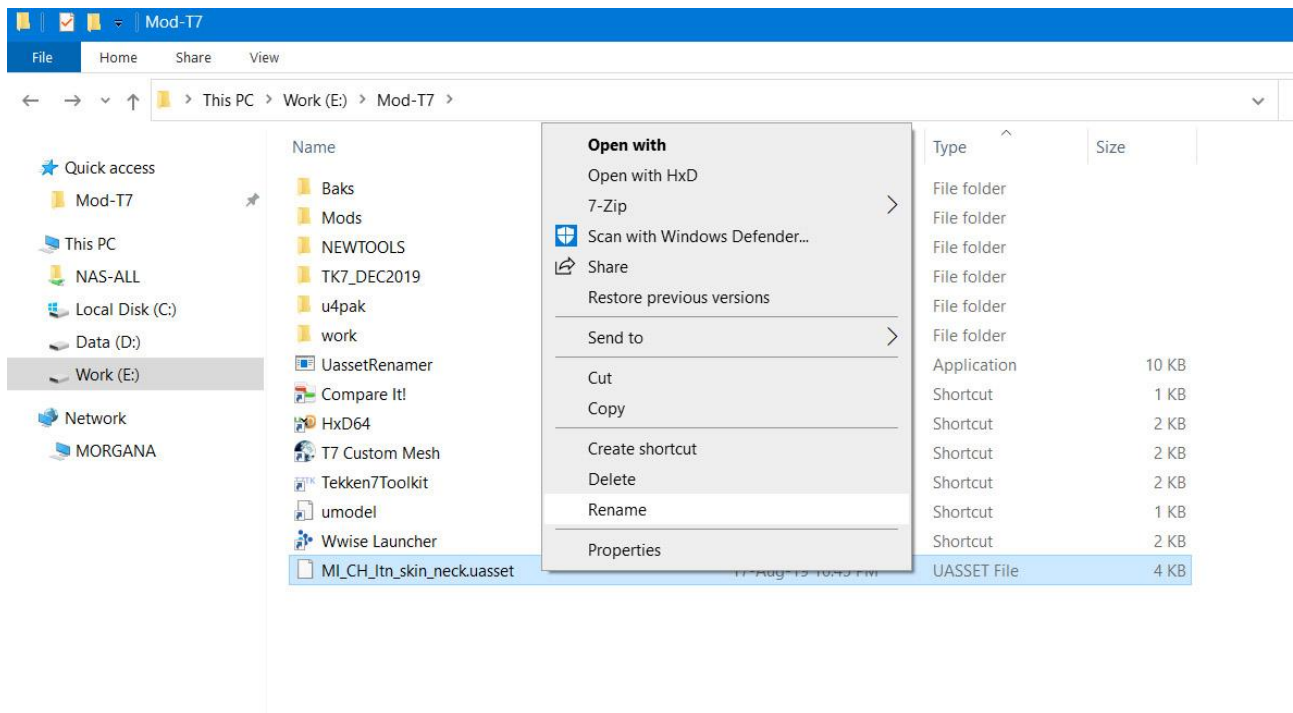 Mod-T7
File Home Share View
This PC > Work (E:) > Mod-T7 >
Name Type Size
Quick access
Mod-T7
This PC
NAS-ALL
Local Disk (C:)
Data (D:)
Work (E:)
Network
MORGANA
Baks File folder
Mods File folder
NEWTOOLS File folder
TK7_DEC2019 File folder
u4pak File folder
work File folder
UassetRenamer Application 10 KB
Compare It! Shortcut 1 KB
HxD64 Shortcut 2 KB
T7 Custom Mesh Shortcut 2 KB
Tekken7Toolkit Shortcut 2 KB
umodel Shortcut 1 KB
Wwise Launcher Shortcut 2 KB
MI_CH_ltn_skin_neck.uasset UASSET File 4 KB
Open with
Open with HxD
7-Zip
Scan with Windows Defender...
Share
Restore previous versions
Send to
Cut
Copy
Create shortcut
Delete
Rename
Properties